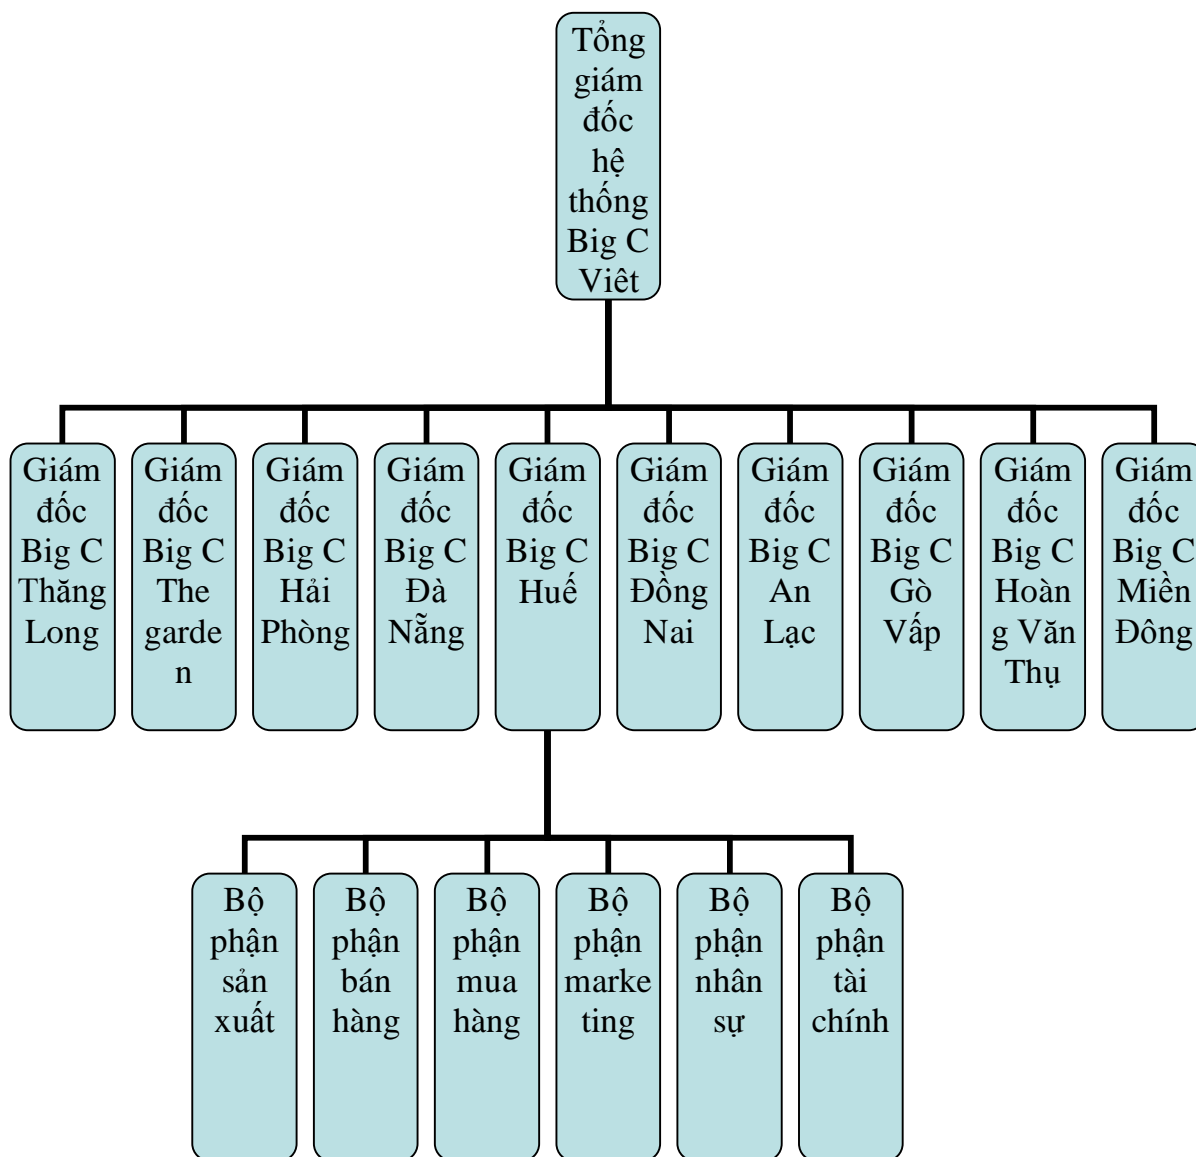 Tổng
giám
đốc
hệ
thống
Big C
Viêt
Giám
đốc
Big C
Thăng
Long
Giám
đốc
Big C
The
garde
n
Giám
đốc
Big C
Hải
Phòng
Giám
đốc
Big C
Đà
Nẵng
Giám
đốc
Big C
Huế
Giám
đốc
Big C
Đồng
Nai
Giám
đốc
Big C
An
Lạc
Giám
đốc
Big C
Gò
Vấp
Giám
đốc
Big C
Hoàn
g Văn
Thụ
Giám
đốc
Big C
Miền
Đông
Bộ
phận
sản
xuất
Bộ
phận
bán
hàng
Bộ
phận
mua
hàng
Bộ
phận
marke
ting
Bộ
phận
nhân
sự
Bộ
phận
tài
chính